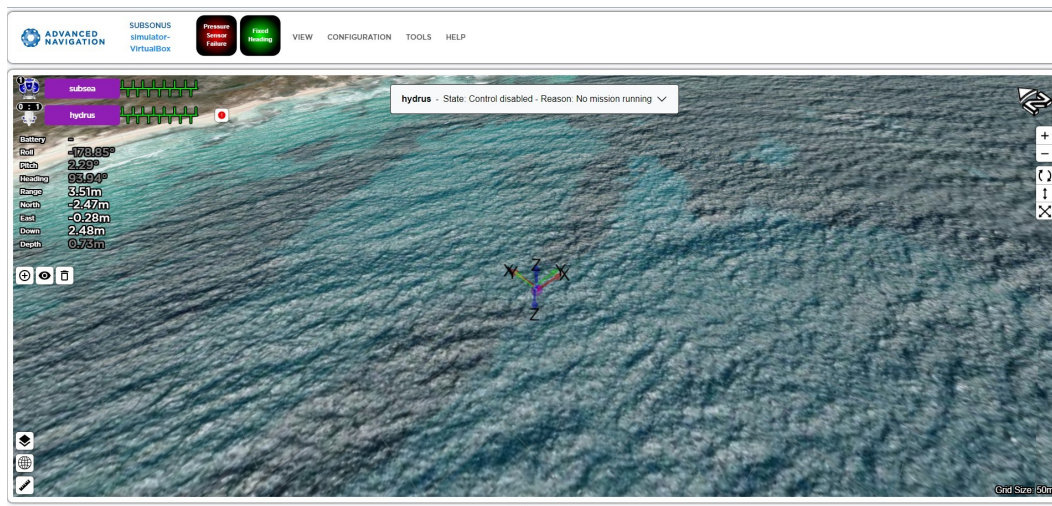 ADVANCED
NAVIGATION
SUBSONUS
simulator-
VirtualBox
Pressure
Sensor
Failure
Fixed
Heading
VIEW
CONFIGURATION
TOOLS
HELP
subsea
0 : 1
hydrus
hydrus - State: Control disabled - Reason: No mission running
Battery -
Roll -178.85°
Pitch 2.29°
Heading 93.94°
Range 3.51m
North -2.47m
East -0.28m
Down 2.48m
Depth 0.73m
N
+
−
X Z Y
X
Z
Grid Size: 50m